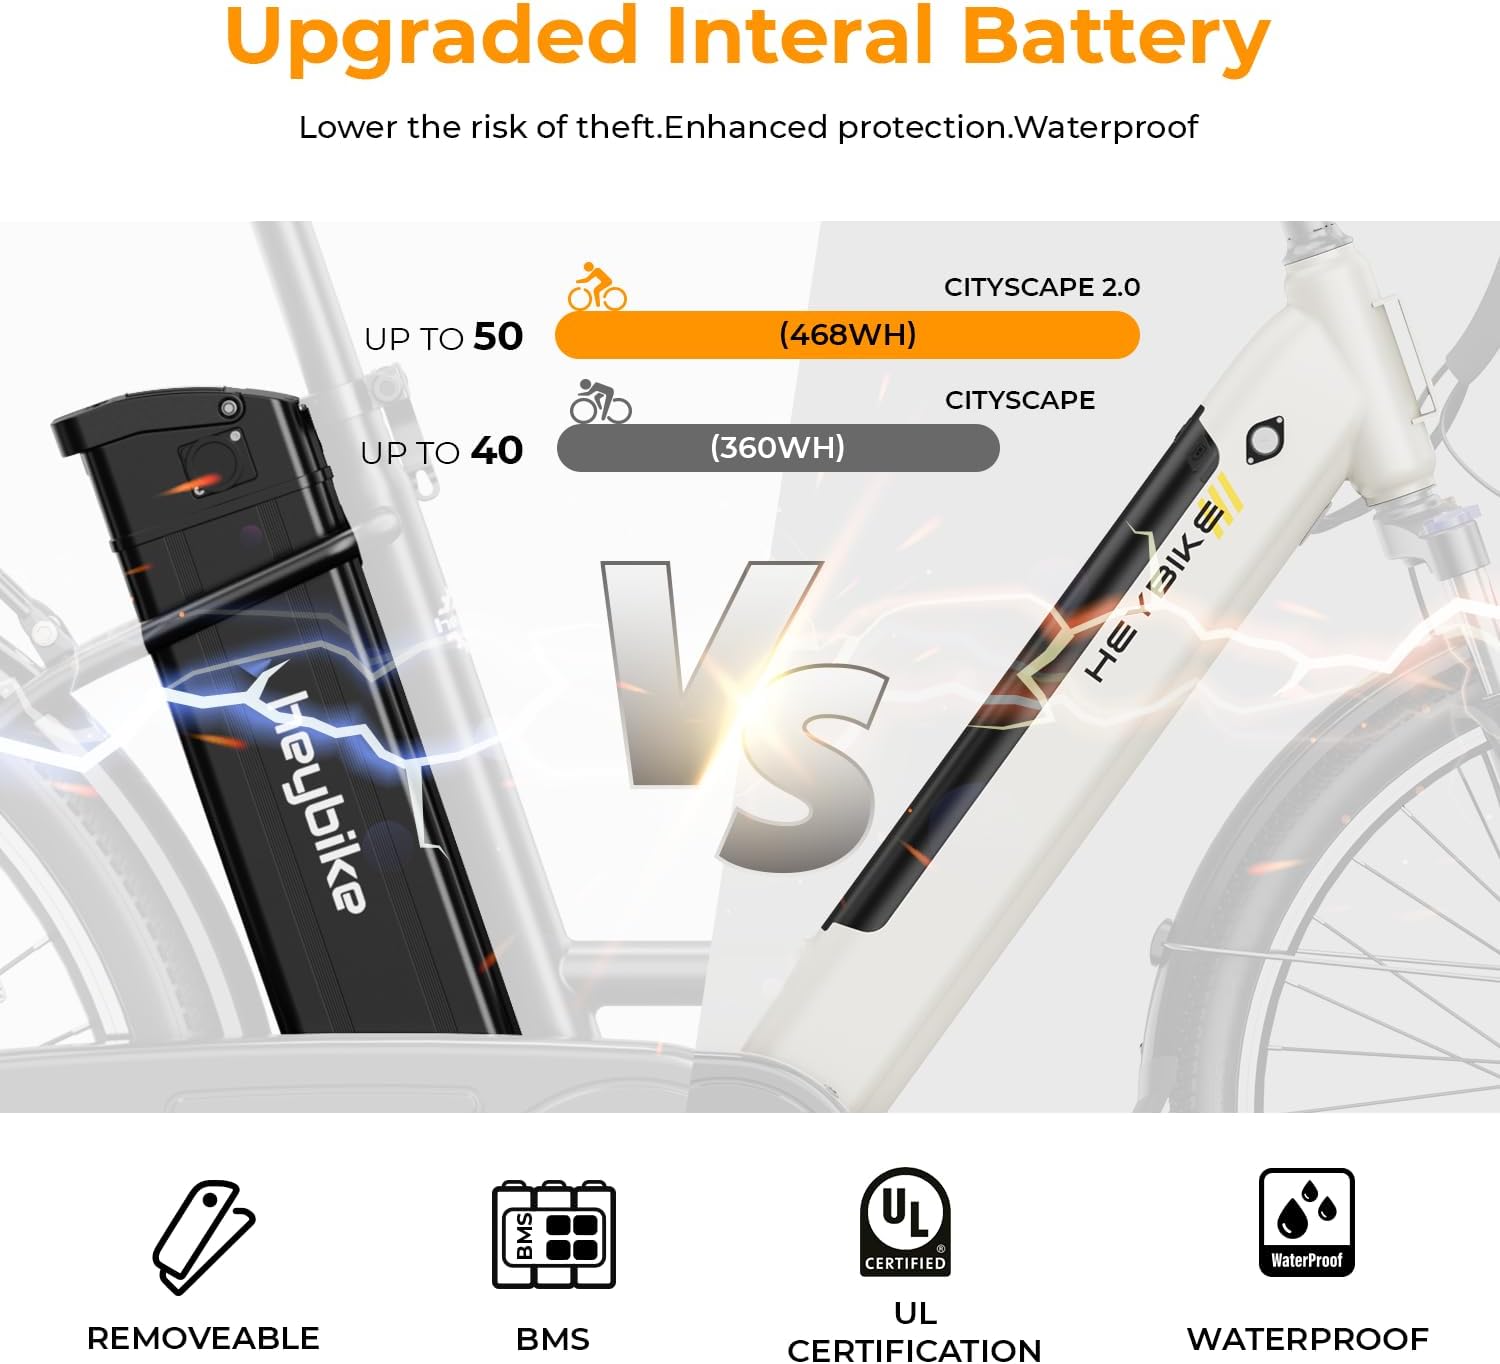 Upgraded Interal Battery
Lower the risk of theft.Enhanced protection.Waterproof
CITYSCAPE 2.0
UP TO 50
(468WH)
CITYSCAPE
UP TO 40
(360WH)
HEYBIKE
VS
heybike
BMS
UL
®
CERTIFIED
WaterProof
REMOVEABLE
BMS
UL
CERTIFICATION
WATERPROOF